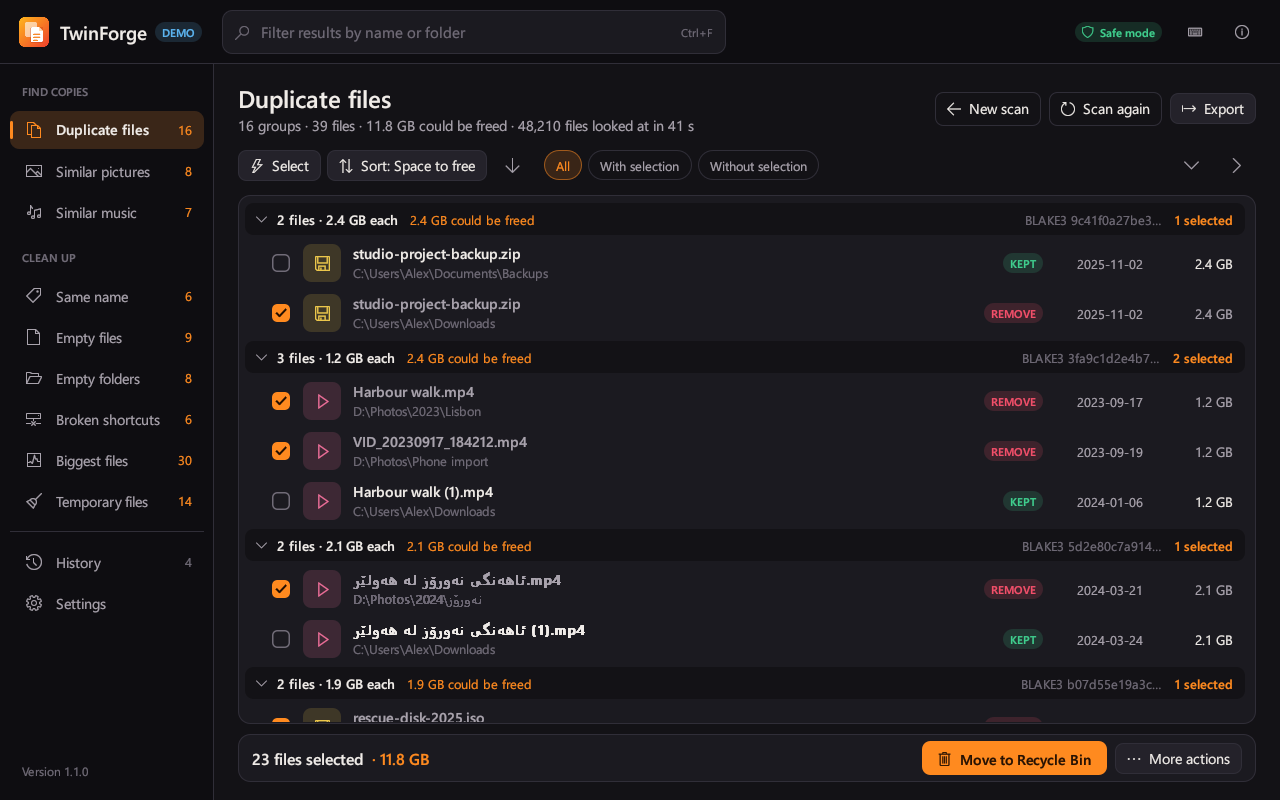 TwinForge DEMO
Filter results by name or folder Ctrl+F
Safe mode
FIND COPIES
Duplicate files 16
Similar pictures 8
Similar music 7
CLEAN UP
Same name 6
Empty files 9
Empty folders 8
Broken shortcuts 6
Biggest files 30
Temporary files 14
History 4
Settings
Version 1.1.0
Duplicate files
16 groups · 39 files · 11.8 GB could be freed · 48,210 files looked at in 41 s
New scan
Scan again
Export
Select
Sort: Space to free
All
With selection
Without selection
2 files · 2.4 GB each 2.4 GB could be freed BLAKE3 9c41f0a27be3... 1 selected
studio-project-backup.zip
C:\Users\Alex\Documents\Backups
KEPT 2025-11-02 2.4 GB
studio-project-backup.zip
C:\Users\Alex\Downloads
REMOVE 2025-11-02 2.4 GB
3 files · 1.2 GB each 2.4 GB could be freed BLAKE3 3fa9c1d2e4b7... 2 selected
Harbour walk.mp4
D:\Photos\2023\Lisbon
REMOVE 2023-09-17 1.2 GB
VID_20230917_184212.mp4
D:\Photos\Phone import
REMOVE 2023-09-19 1.2 GB
Harbour walk (1).mp4
C:\Users\Alex\Downloads
KEPT 2024-01-06 1.2 GB
2 files · 2.1 GB each 2.1 GB could be freed BLAKE3 5d2e80c7a914... 1 selected
ئاهەنگی نەورۆز لە هەولێر.mp4
D:\Photos\2024\نەورۆز
REMOVE 2024-03-21 2.1 GB
ئاهەنگی نەورۆز لە هەولێر (1).mp4
C:\Users\Alex\Downloads
KEPT 2024-03-24 2.1 GB
2 files · 1.9 GB each 1.9 GB could be freed BLAKE3 b07d55e19a3c... 1 selected
rescue-disk-2025.iso
23 files selected · 11.8 GB
Move to Recycle Bin
More actions